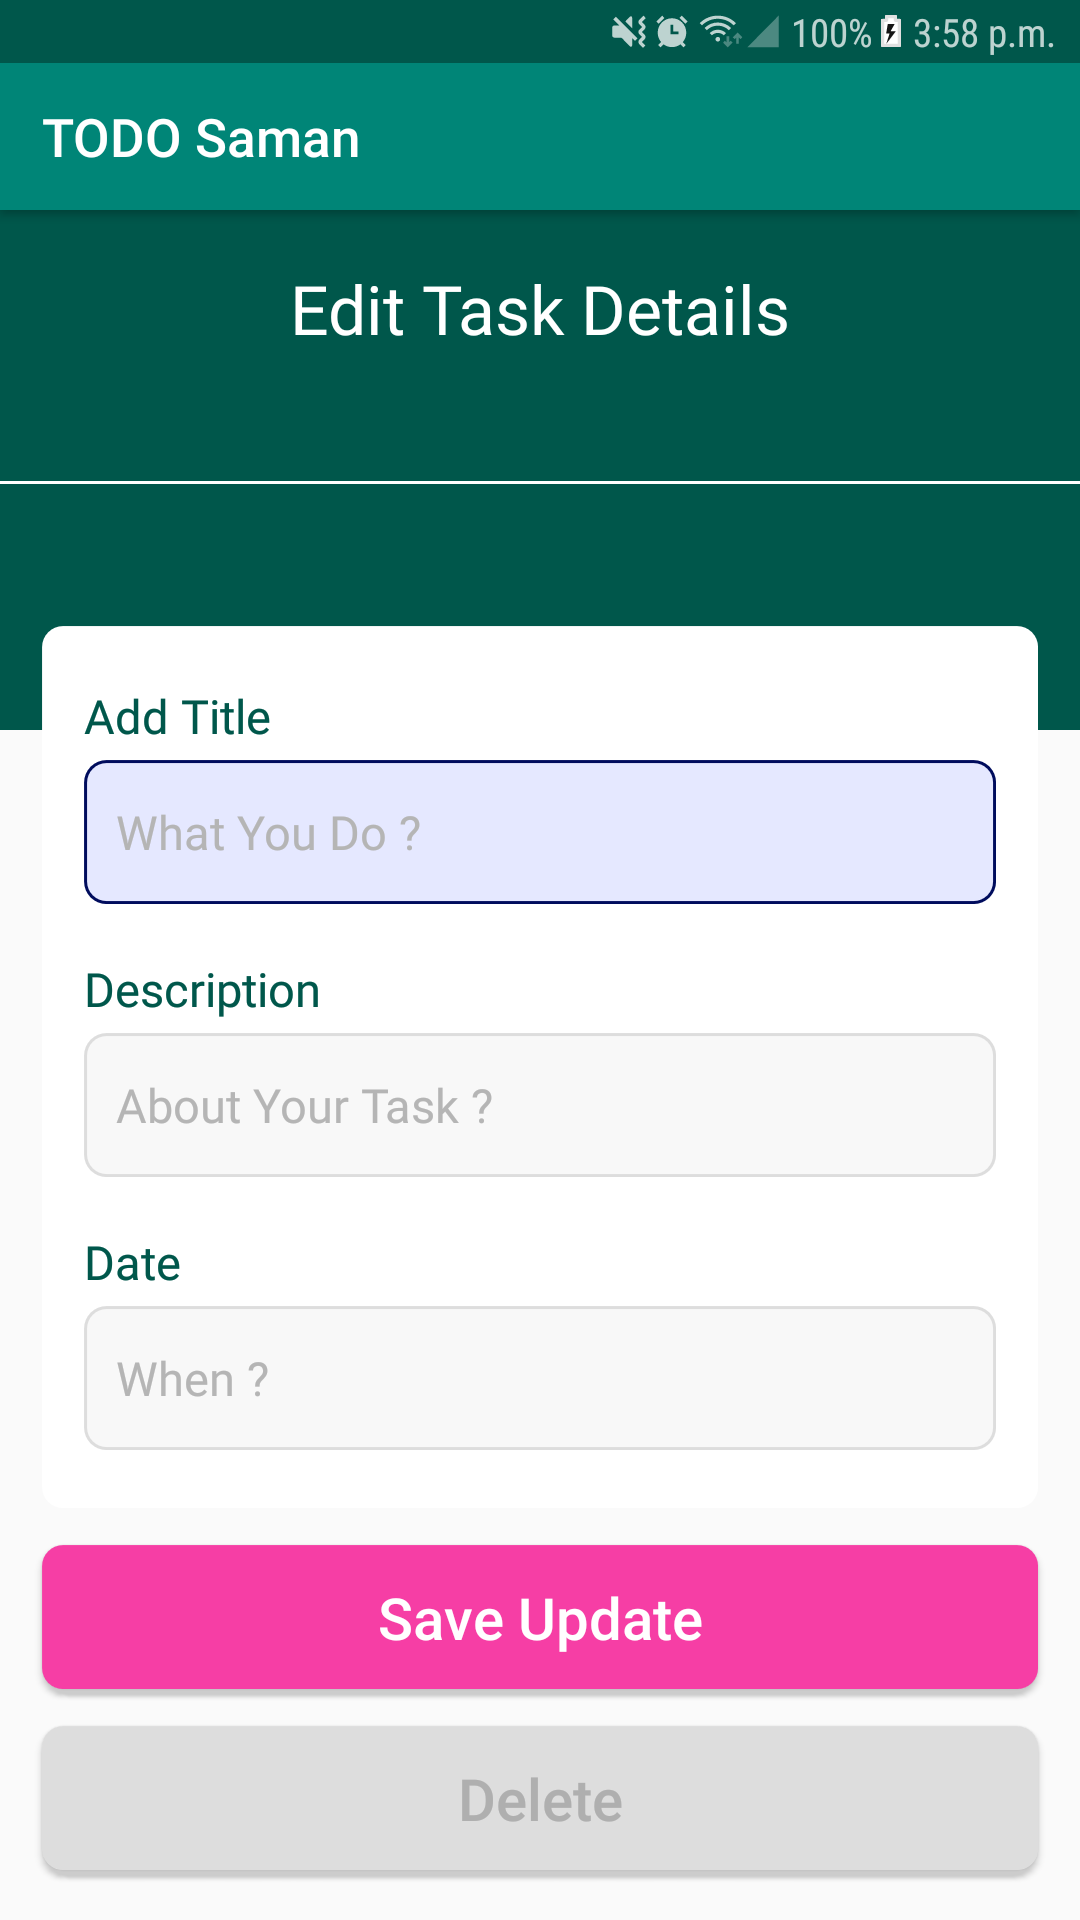 100% 3:58 p.m.
TODO Saman
Edit Task Details
Add Title
What You Do ?
Description
About Your Task ?
Date
When ?
Save Update
Delete